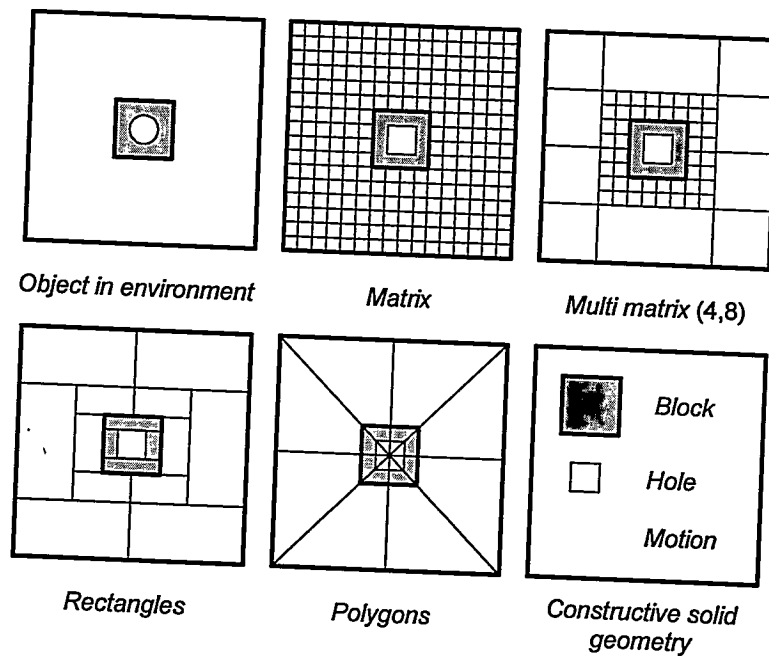 Object in environment
Matrix
Multi matrix (4,8)
Block
Hole
Motion
Rectangles
Polygons
Constructive solid
geometry